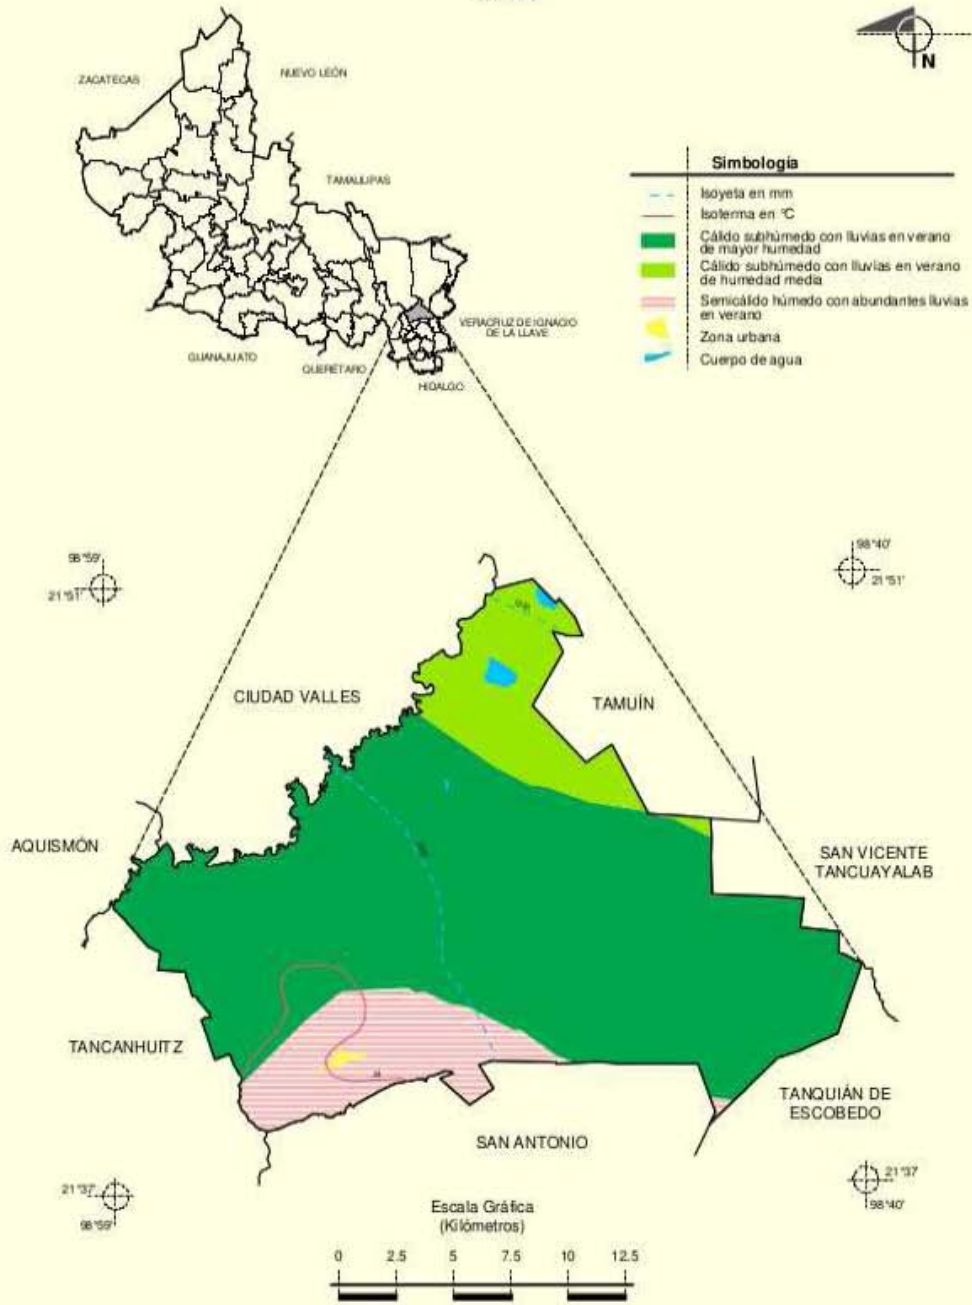 ZACATECAS
NUEVO LEÓN
TAMAULIPAS
VERACRUZ DE IGNACIO
DE LA LLAVE
GUANAJUATO
QUERÉTARO
HIDALGO
N
Simbología
Isoyeta en mm
Isoterma en °C
Cálido subhúmedo con lluvias en verano
de mayor humedad
Cálido subhúmedo con lluvias en verano
de humedad media
Semicálido húmedo con abundantes lluvias
en verano
Zona urbana
Cuerpo de agua
98°59'
21°51'
98°40'
21°51'
CIUDAD VALLES
TAMUÍN
AQUISMÓN
SAN VICENTE
TANCUAYALAB
TANCANHUITZ
TANQUIÁN DE
ESCOBEDO
SAN ANTONIO
21°37'
98°59'
21°37'
98°40'
Escala Gráfica
(Kilómetros)
0 2.5 5 7.5 10 12.5